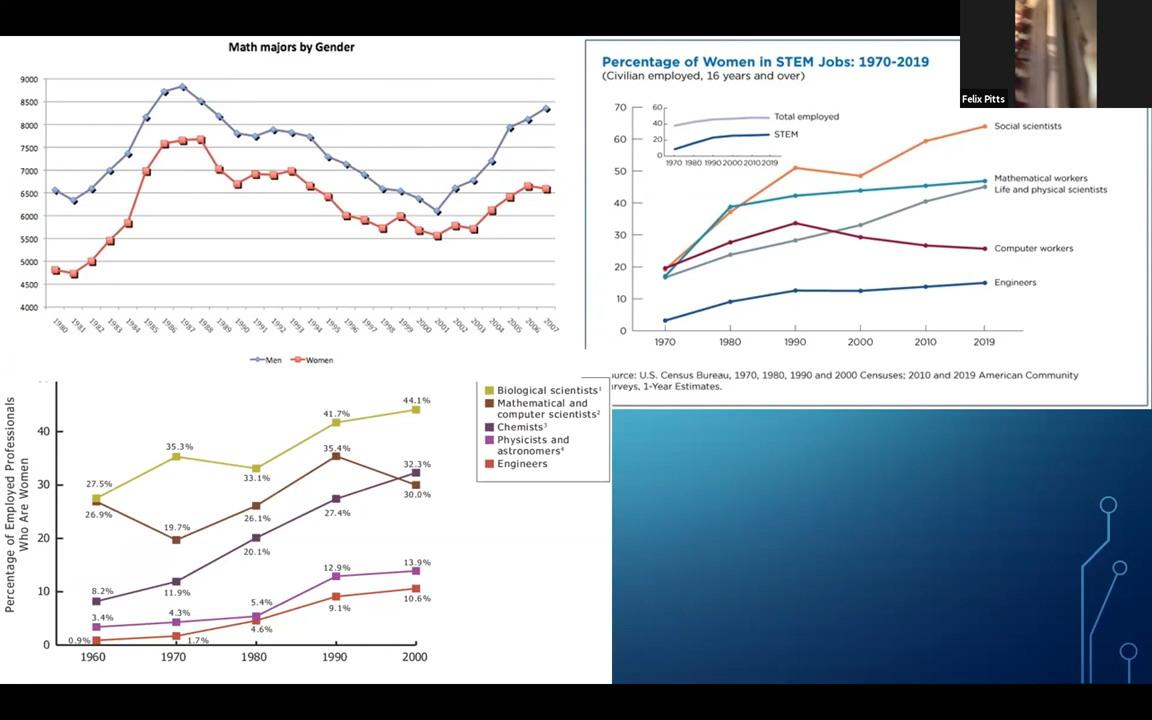 Felix Pitts
Math majors by Gender
9000
8500
8000
7500
7000
6500
6000
5500
5000
4500
4000
1980 1981 1982 1983 1984 1985 1986 1987 1988 1989 1990 1991 1992 1993 1994 1995 1996 1997 1998 1999 2000 2001 2002 2003 2004 2005 2006 2007
Men Women
Percentage of Women in STEM Jobs: 1970-2019
(Civilian employed, 16 years and over)
70
60
50
40
30
20
10
0
1970 1980 1990 2000 2010 2019
60
40
20
0
1970 1980 1990 2000 2010 2019
Total employed
STEM
Social scientists
Mathematical workers
Life and physical scientists
Computer workers
Engineers
U.S. Census Bureau, 1970, 1980, 1990 and 2000 Censuses; 2010 and 2019 American Community
1-Year Estimates.
Percentage of Employed Professionals
Who Are Women
40
30
20
10
0
1960 1970 1980 1990 2000
27.5% 35.3% 33.1% 41.7% 44.1%
26.9% 19.7% 26.1% 35.4% 30.0%
8.2% 11.9% 20.1% 27.4% 32.3%
3.4% 4.3% 5.4% 12.9% 13.9%
0.9% 1.7% 4.6% 9.1% 10.6%
Biological scientists¹
Mathematical and
computer scientists²
Chemists³
Physicists and
astronomers⁴
Engineers